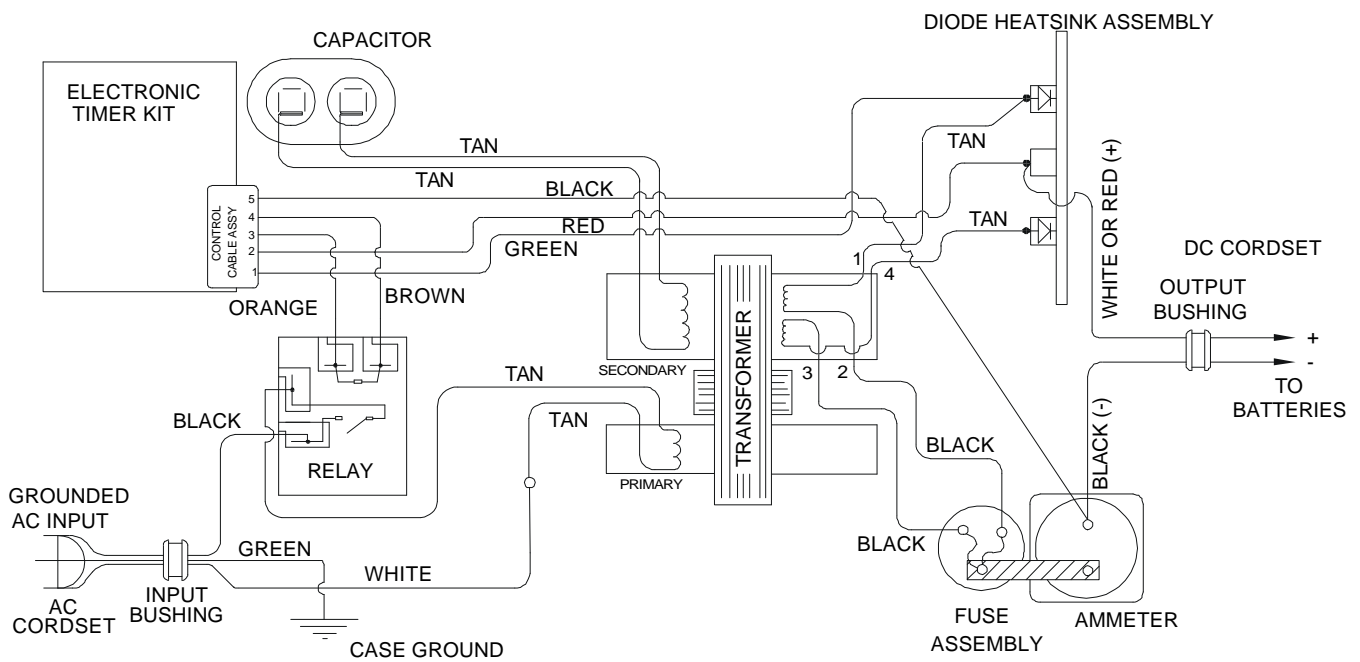 DIODE HEATSINK ASSEMBLY
CAPACITOR
ELECTRONIC
TIMER KIT
TAN
TAN
TAN
BLACK
WHITE OR RED (+)
CONTROL
CABLE ASSY
5
4
3
2
1
RED
GREEN
TAN
1
4
DC CORDSET
OUTPUT
BUSHING
ORANGE
BROWN
TRANSFORMER
+
-
SECONDARY
3
2
TO
BATTERIES
TAN
TAN
BLACK
RELAY
BLACK
BLACK (-)
PRIMARY
GROUNDED
AC INPUT
GREEN
BLACK
WHITE
INPUT
BUSHING
AC
CORDSET
FUSE
ASSEMBLY
AMMETER
CASE GROUND